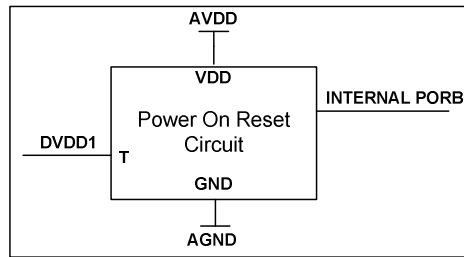 AVDD
VDD
INTERNAL PORB
Power On Reset
Circuit
DVDD1
T
GND
AGND